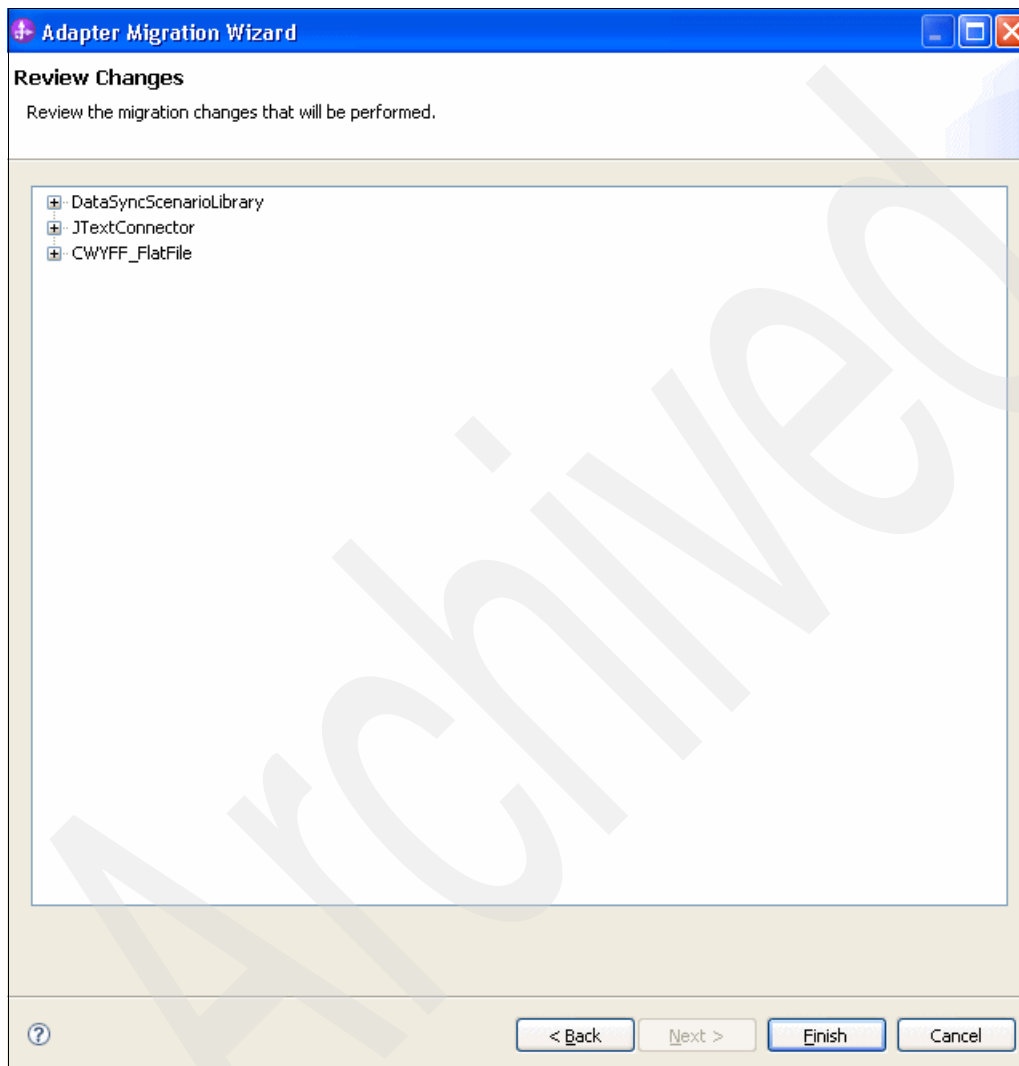 Adapter Migration Wizard
Review Changes
Review the migration changes that will be performed.
DataSyncScenarioLibrary
JTextConnector
CWYFF_FlatFile
Archived
? < Back Next > Finish Cancel